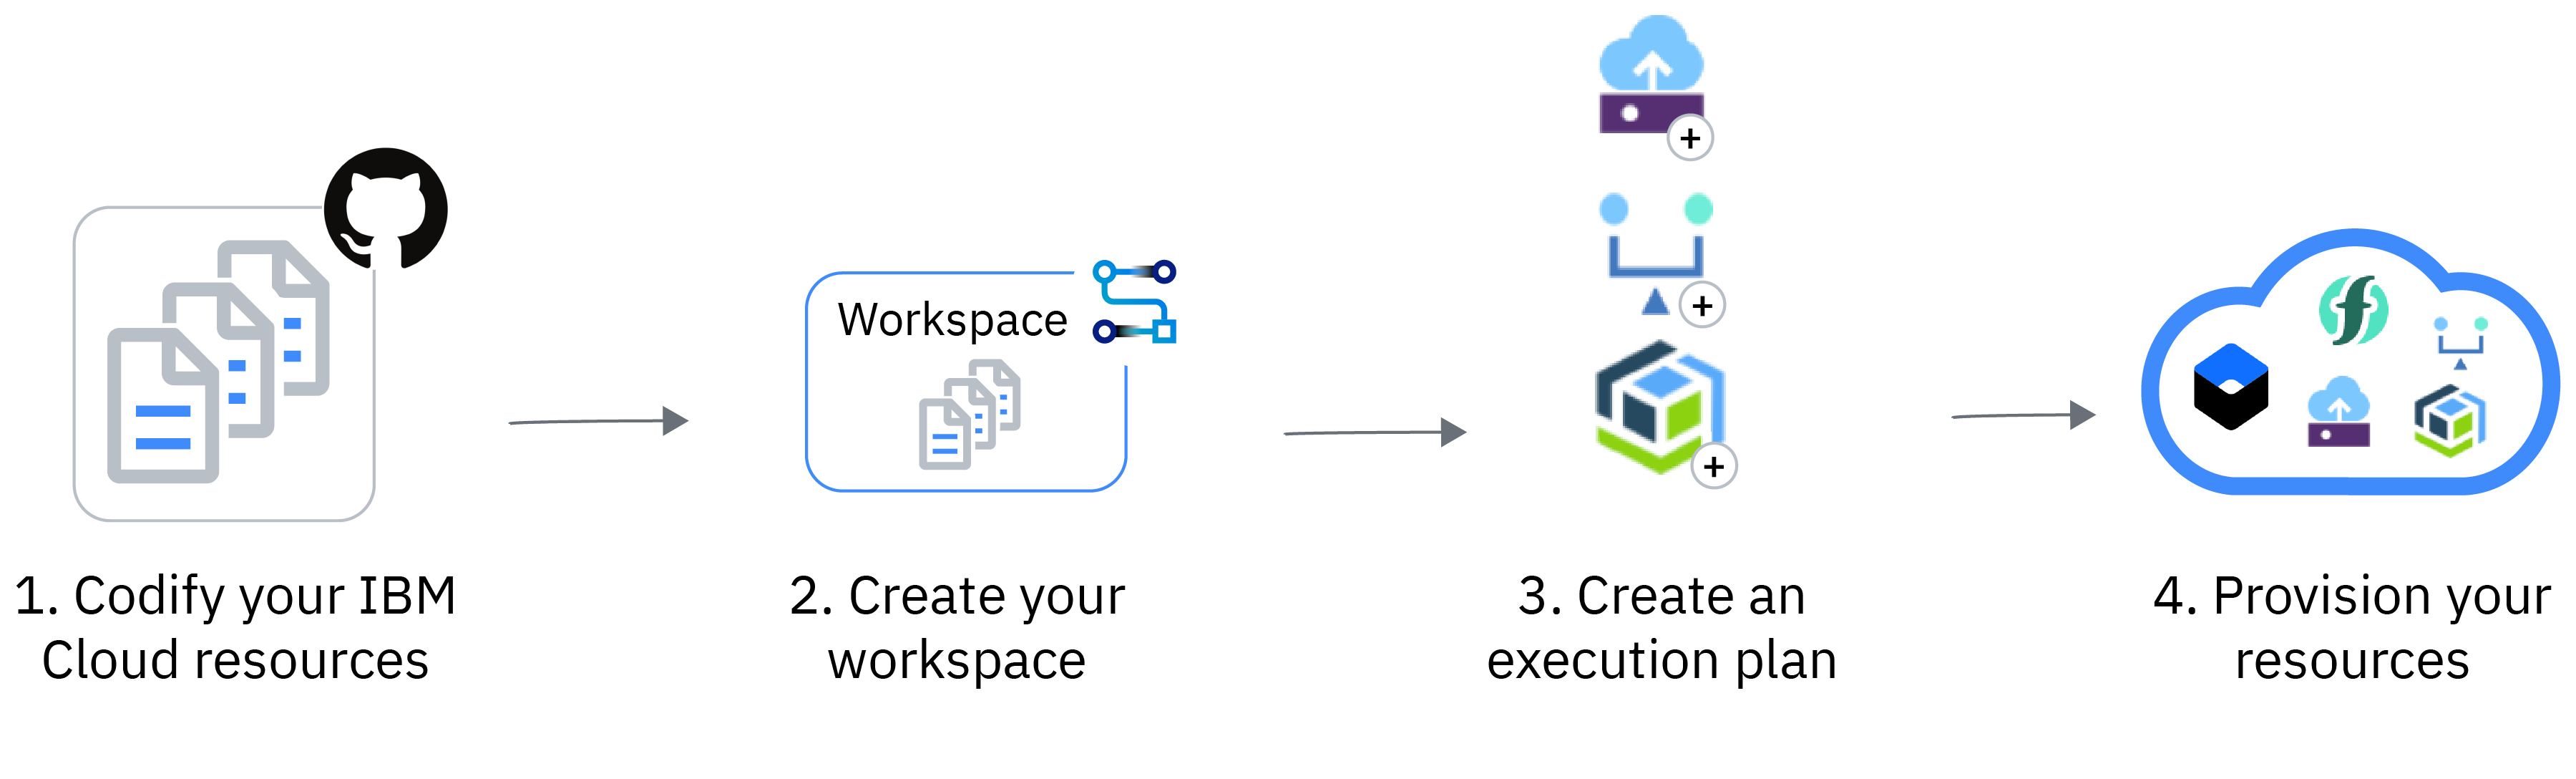 Workspace
1. Codify your IBM
Cloud resources
2. Create your
workspace
3. Create an
execution plan
4. Provision your
resources